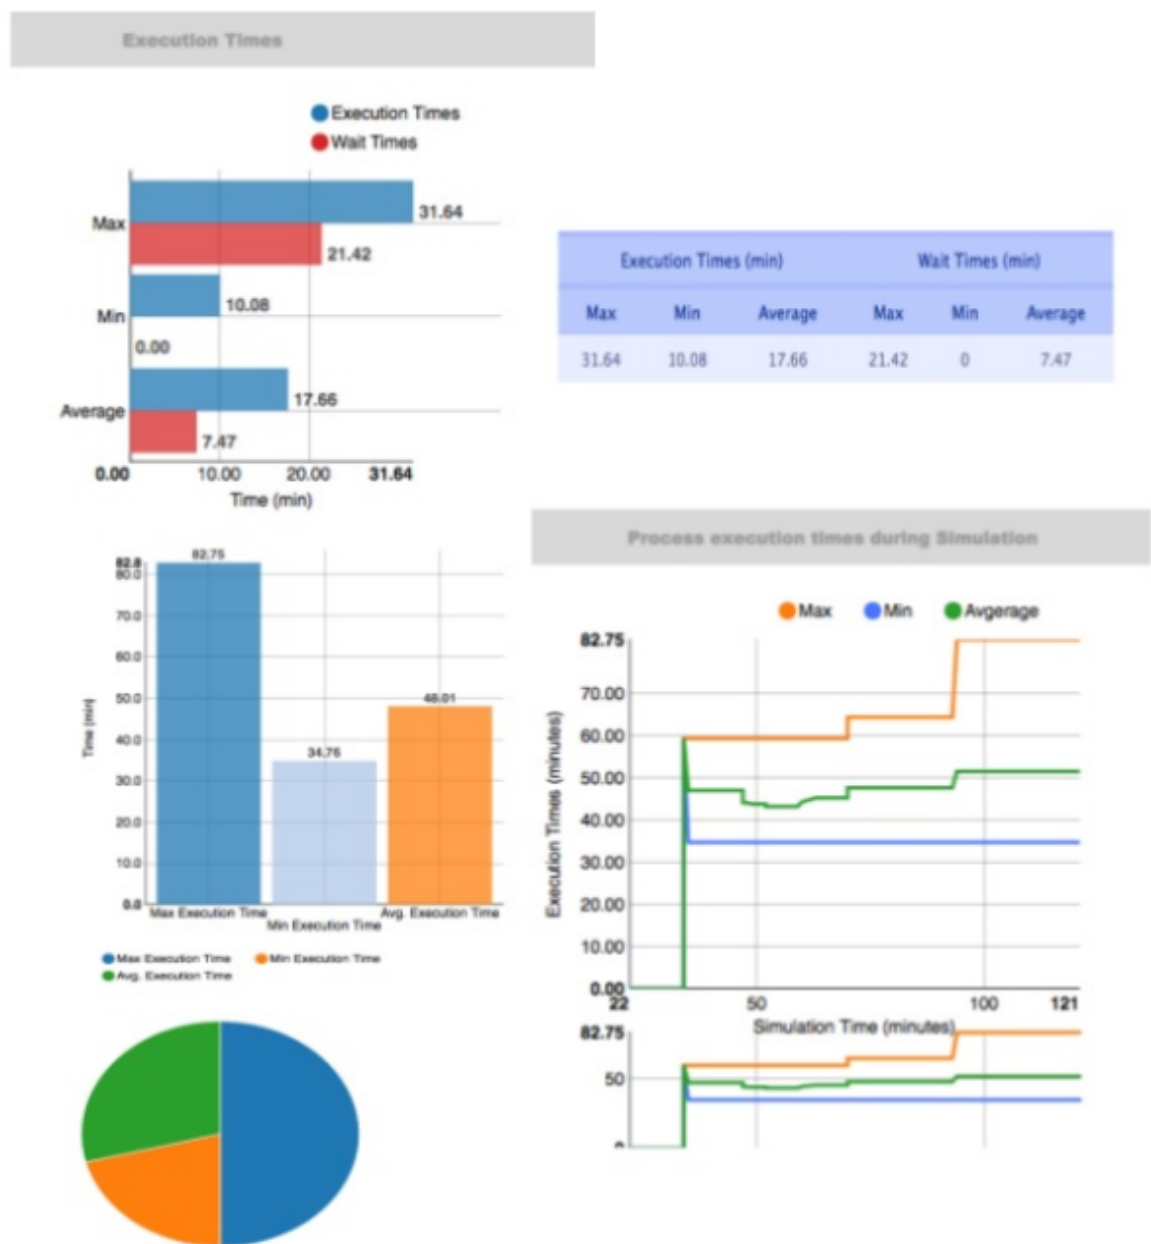 Execution Times
Execution Times
Wait Times
Max
31.64
21.42
Min
10.08
0.00
Average
17.66
7.47
0.00 10.00 20.00 31.64
Time (min)
Execution Times (min) Wait Times (min)
Max Min Average Max Min Average
31.64 10.08 17.66 21.42 0 7.47
82.75
82.8
80.0
70.0
60.0
50.0
48.01
40.0
34.76
30.0
20.0
10.0
0.0
Time (min)
Max Execution Time
Min Execution Time
Avg. Execution Time
Max Execution Time Min Execution Time
Avg. Execution Time
Process execution times during Simulation
Max Min Avgerage
82.75
70.00
60.00
50.00
40.00
30.00
20.00
10.00
0.00
Execution Times (minutes)
22 50 100 121
Simulation Time (minutes)
82.75
50
0